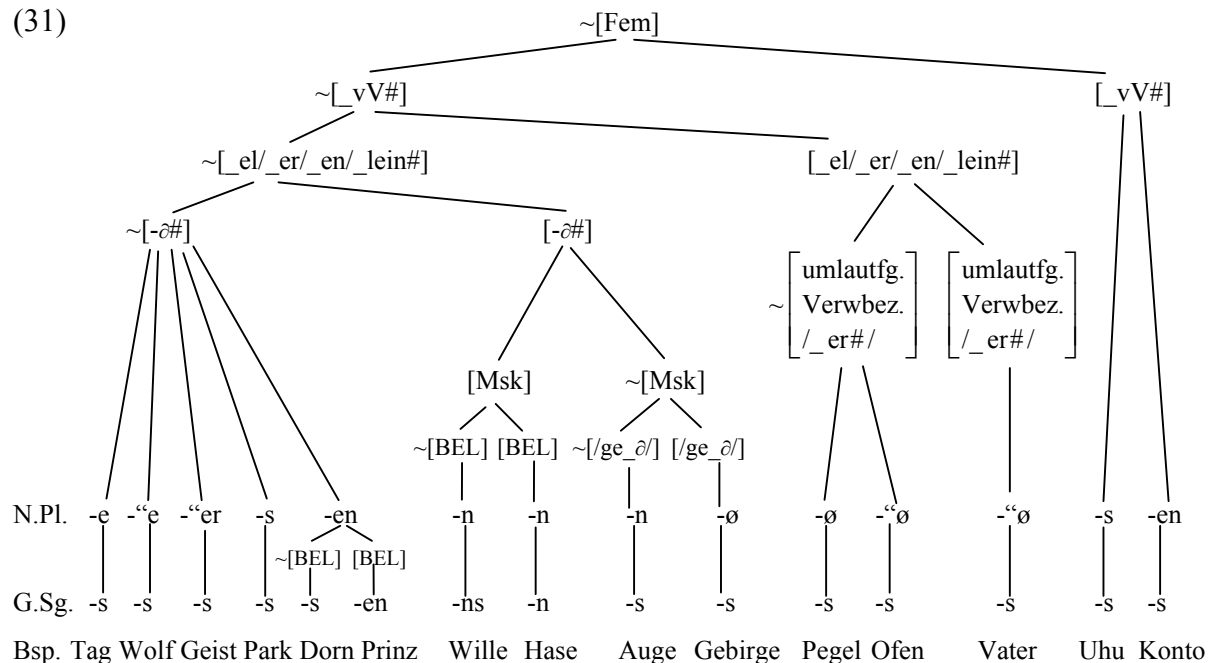 (31)
~[Fem]
~[_vV#] [_vV#]
~[_el/_er/_en/_lein#] [_el/_er/_en/_lein#]
~[-∂#] [-∂#]
~[umlautfg. Verwbez. /_er#/] [umlautfg. Verwbez. /_er#/]
[Msk] ~[Msk]
~[BEL] [BEL] ~[/ge_∂/] [/ge_∂/]
N.Pl. -e -“e -“er -s -en -n -n -n -ø -ø -“ø -“ø -s -en
~[BEL] [BEL]
G.Sg. -s -s -s -s -s -en -ns -n -s -s -s -s -s -s -s
Bsp. Tag Wolf Geist Park Dorn Prinz Wille Hase Auge Gebirge Pegel Ofen Vater Uhu Konto